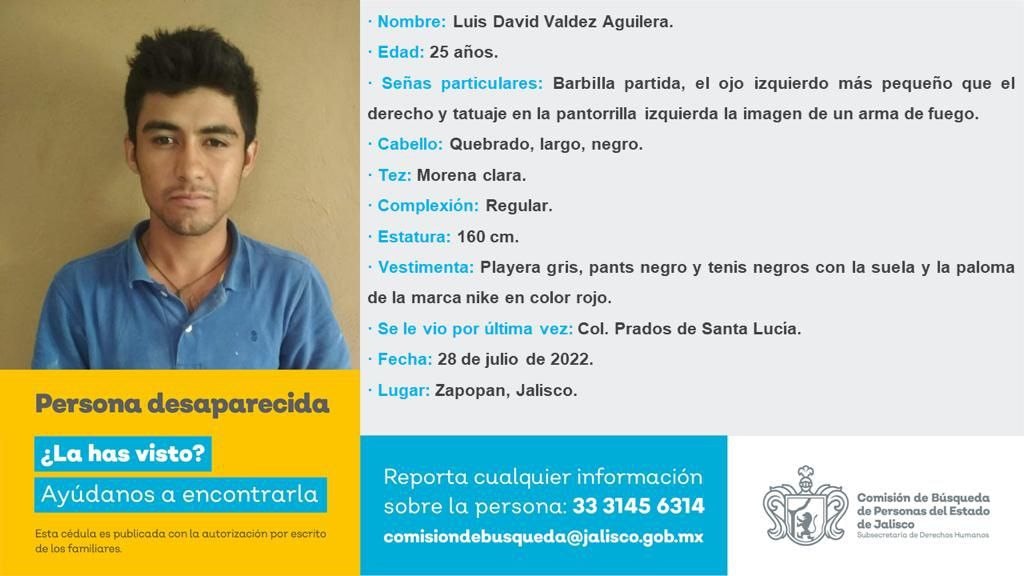 · Nombre: Luis David Valdez Aguilera.
· Edad: 25 años.
· Señas particulares: Barbilla partida, el ojo izquierdo más pequeño que el
derecho y tatuaje en la pantorrilla izquierda la imagen de un arma de fuego.
· Cabello: Quebrado, largo, negro.
· Tez: Morena clara.
· Complexión: Regular.
· Estatura: 160 cm.
· Vestimenta: Playera gris, pants negro y tenis negros con la suela y la paloma
de la marca nike en color rojo.
· Se le vio por última vez: Col. Prados de Santa Lucía.
· Fecha: 28 de julio de 2022.
· Lugar: Zapopan, Jalisco.
Persona desaparecida
¿La has visto?
Ayúdanos a encontrarla
Esta cédula es publicada con la autorización por escrito
de los familiares.
Reporta cualquier información
sobre la persona: 33 3145 6314
comisiondebusqueda@jalisco.gob.mx
Comisión de Búsqueda
de Personas del Estado
de Jalisco
Subsecretaría de Derechos Humanos